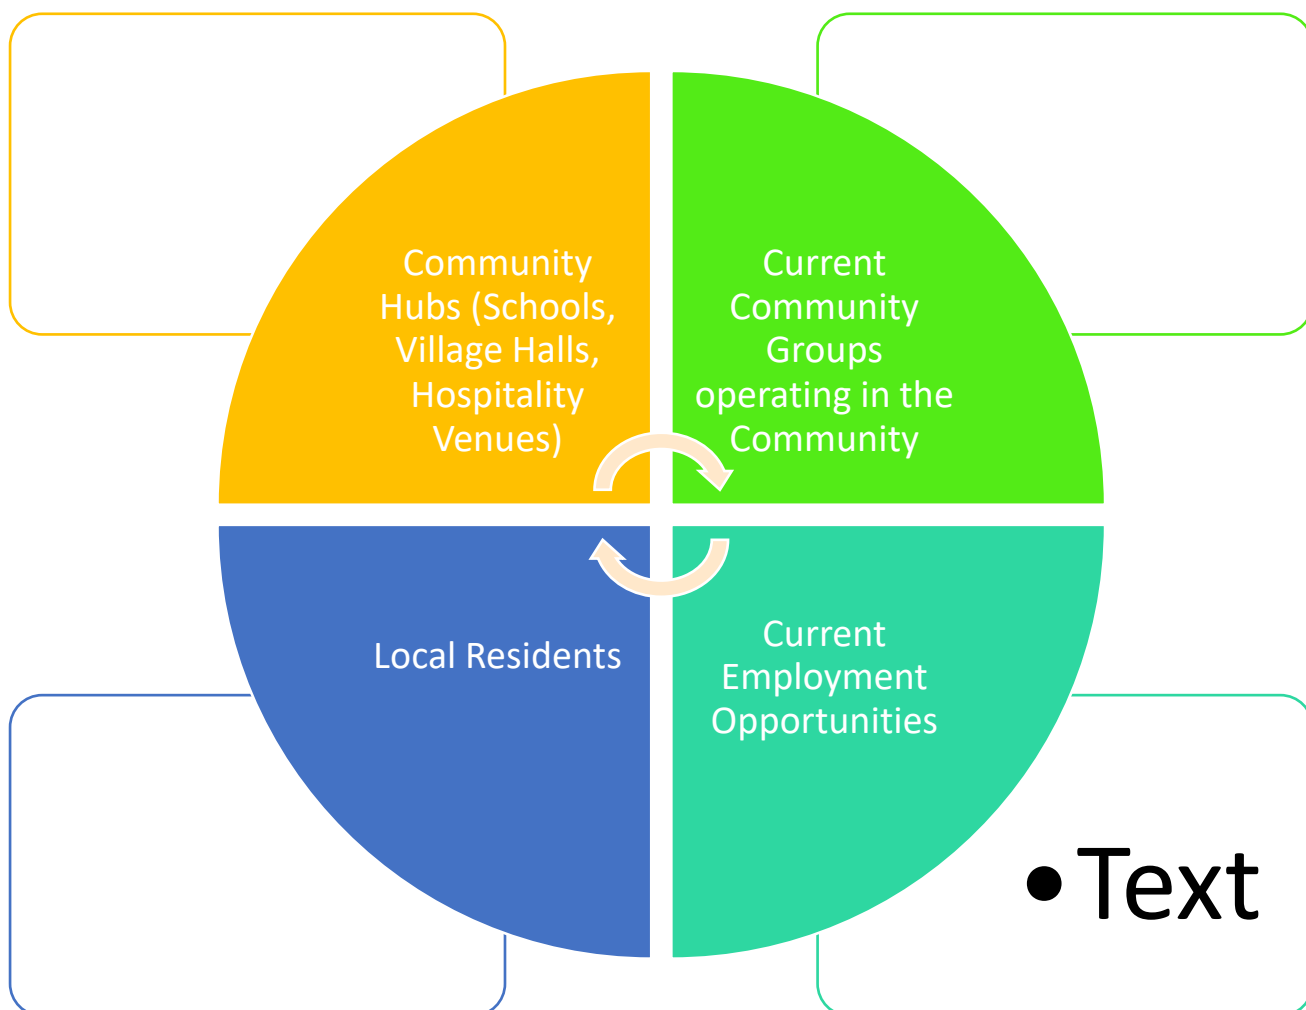 Community
Hubs (Schools,
Village Halls,
Hospitality
Venues)
Current
Community
Groups
operating in the
Community
Local Residents
Current
Employment
Opportunities
• Text